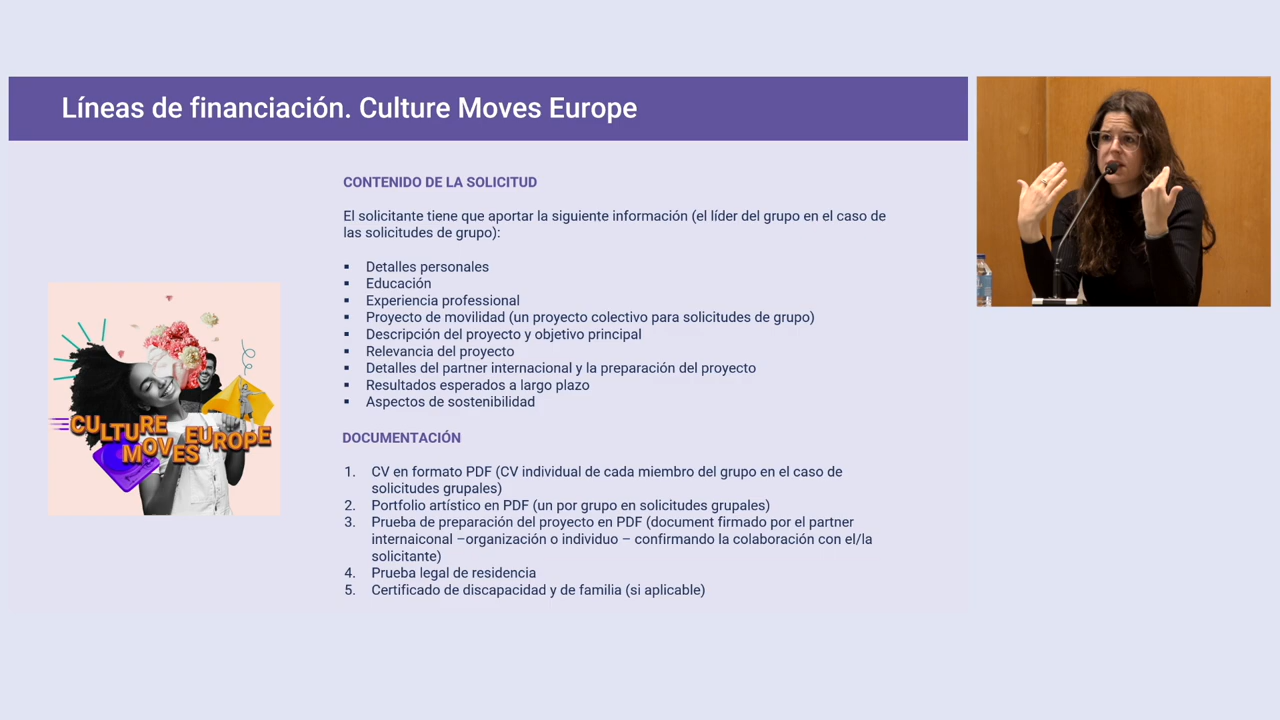 Líneas de financiación. Culture Moves Europe
CONTENIDO DE LA SOLICITUD
El solicitante tiene que aportar la siguiente información (el líder del grupo en el caso de
las solicitudes de grupo):
▪ Detalles personales
▪ Educación
▪ Experiencia professional
▪ Proyecto de movilidad (un proyecto colectivo para solicitudes de grupo)
▪ Descripción del proyecto y objetivo principal
▪ Relevancia del proyecto
▪ Detalles del partner internacional y la preparación del proyecto
▪ Resultados esperados a largo plazo
▪ Aspectos de sostenibilidad
CULTURE
MOVES EUROPE
DOCUMENTACIÓN
1. CV en formato PDF (CV individual de cada miembro del grupo en el caso de
solicitudes grupales)
2. Portfolio artístico en PDF (un por grupo en solicitudes grupales)
3. Prueba de preparación del proyecto en PDF (document firmado por el partner
internaiconal –organización o individuo – confirmando la colaboración con el/la
solicitante)
4. Prueba legal de residencia
5. Certificado de discapacidad y de familia (si aplicable)